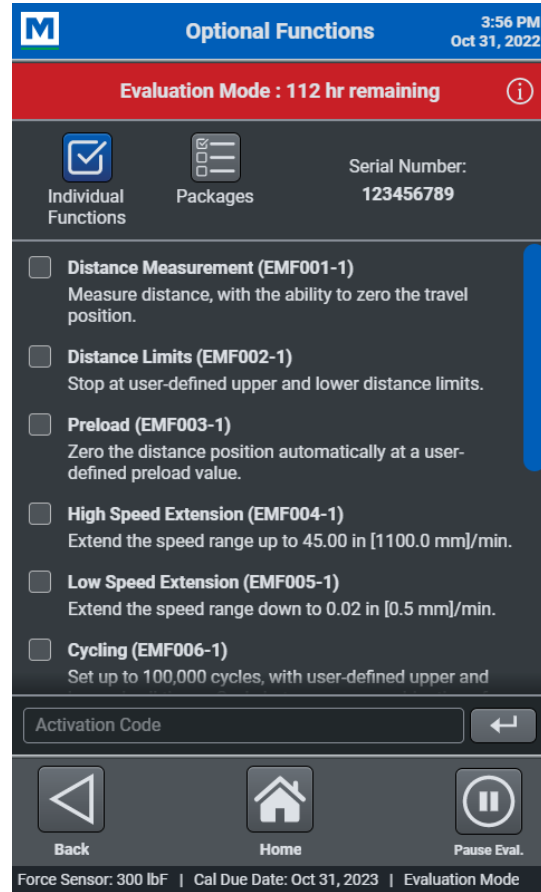 M
Optional Functions
3:56 PM
Oct 31, 2022
Evaluation Mode : 112 hr remaining
i
Individual
Functions
Packages
Serial Number:
123456789
Distance Measurement (EMF001-1)
Measure distance, with the ability to zero the travel
position.
Distance Limits (EMF002-1)
Stop at user-defined upper and lower distance limits.
Preload (EMF003-1)
Zero the distance position automatically at a user-
defined preload value.
High Speed Extension (EMF004-1)
Extend the speed range up to 45.00 in [1100.0 mm]/min.
Low Speed Extension (EMF005-1)
Extend the speed range down to 0.02 in [0.5 mm]/min.
Cycling (EMF006-1)
Set up to 100,000 cycles, with user-defined upper and
Activation Code
Back
Home
Pause Eval.
Force Sensor: 300 lbF | Cal Due Date: Oct 31, 2023 | Evaluation Mode